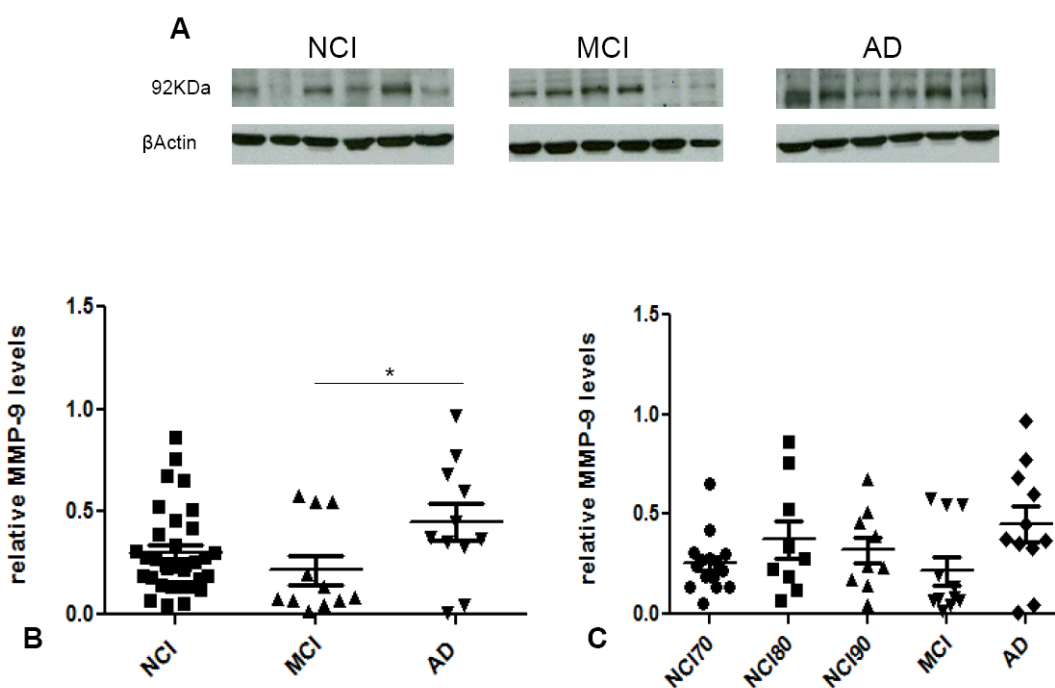 A
NCI MCI AD
92KDa
βActin
relative MMP-9 levels
1.5
1.0
0.5
0.0
*
NCI MCI AD
B
relative MMP-9 levels
1.5
1.0
0.5
0.0
NCI70 NCI80 NCI90 MCI AD
C